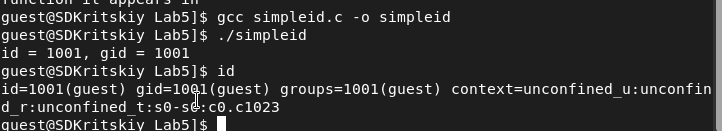 function it appears in
guest@SDKritskiy Lab5]$ gcc simpleid.c -o simpleid
guest@SDKritskiy Lab5]$ ./simpleid
id = 1001, gid = 1001
guest@SDKritskiy Lab5]$ id
id=1001(guest) gid=1001(guest) groups=1001(guest) context=unconfined_u:unconfin
d_r:unconfined_t:s0-s0:c0.c1023
guest@SDKritskiy Lab5]$